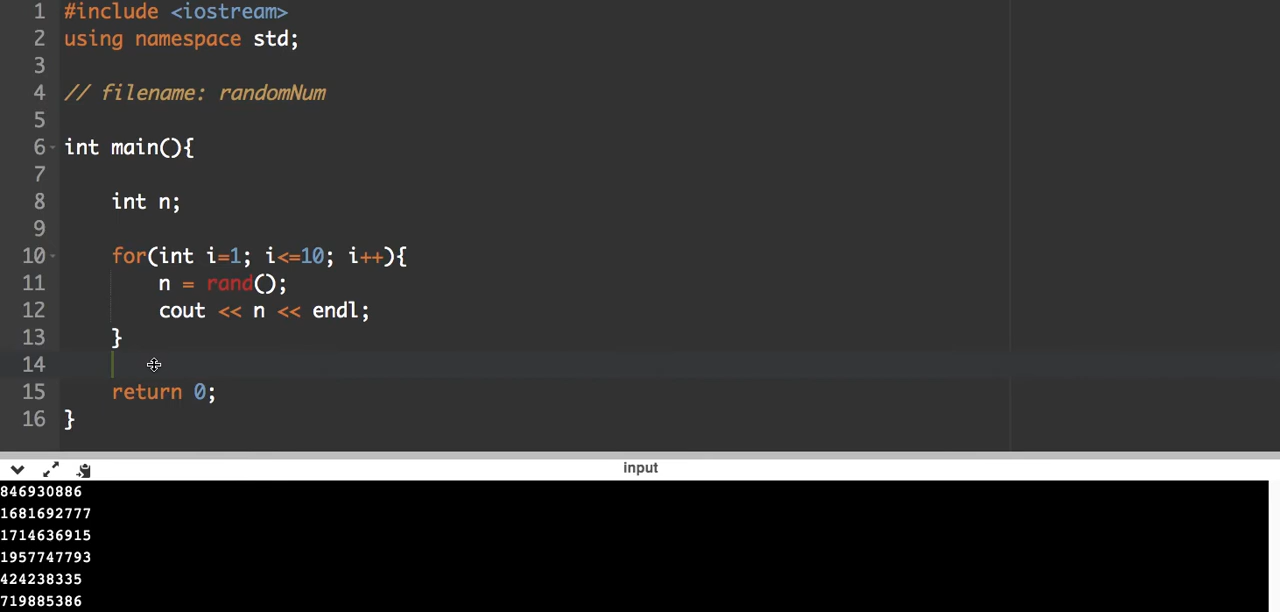 1 #include <iostream>
2 using namespace std;
3
4 // filename: randomNum
5
6 int main(){
7
8 int n;
9
10 for(int i=1; i<=10; i++){
11 n = rand();
12 cout << n << endl;
13 }
14
15 return 0;
16 }
input
846930886
1681692777
1714636915
1957747793
424238335
719885386